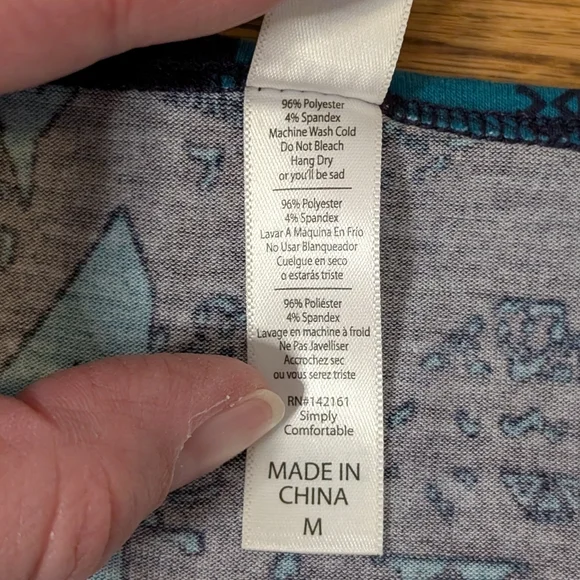 96% Polyester
4% Spandex
Machine Wash Cold
Do Not Bleach
Hang Dry
or you'll be sad
96% Polyester
4% Spandex
Lavar A Maquina En Frío
No Usar Blanqueador
Cuelgue en seco
o estarás triste
96% Poliéster
4% Spandex
Lavage en machine à froid
Ne Pas Javelliser
Accrochez sec
ou vous serez triste
RN#142161
Simply
Comfortable
MADE IN
CHINA
M